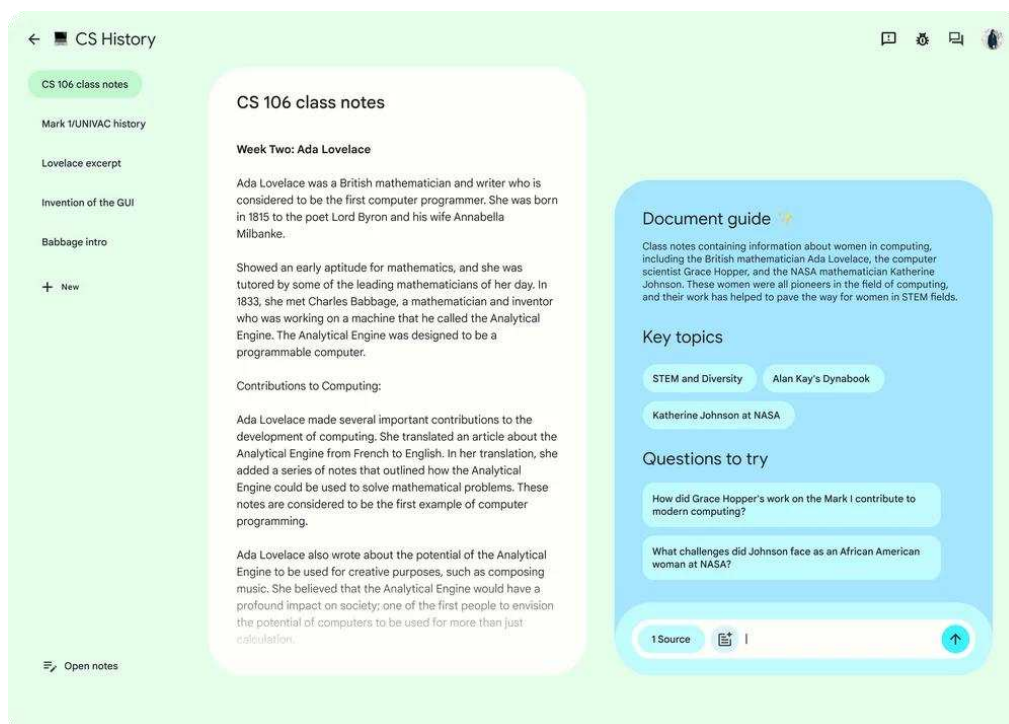 CS History
CS 106 class notes
Mark 1/UNIVAC history
Lovelace excerpt
Invention of the GUI
Babbage intro
New
Open notes
CS 106 class notes
Week Two: Ada Lovelace
Ada Lovelace was a British mathematician and writer who is
considered to be the first computer programmer. She was born
in 1815 to the poet Lord Byron and his wife Annabella
Milbanke.
Showed an early aptitude for mathematics, and she was
tutored by some of the leading mathematicians of her day. In
1833, she met Charles Babbage, a mathematician and inventor
who was working on a machine that he called the Analytical
Engine. The Analytical Engine was designed to be a
programmable computer.
Contributions to Computing:
Ada Lovelace made several important contributions to the
development of computing. She translated an article about the
Analytical Engine from French to English. In her translation, she
added a series of notes that outlined how the Analytical
Engine could be used to solve mathematical problems. These
notes are considered to be the first example of computer
programming.
Ada Lovelace also wrote about the potential of the Analytical
Engine to be used for creative purposes, such as composing
music. She believed that the Analytical Engine would have a
profound impact on society; one of the first people to envision
the potential of computers to be used for more than just
calculation.
Document guide
Class notes containing information about women in computing,
including the British mathematician Ada Lovelace, the computer
scientist Grace Hopper, and the NASA mathematician Katherine
Johnson. These women were all pioneers in the field of computing,
and their work has helped to pave the way for women in STEM fields.
Key topics
STEM and Diversity
Alan Kay's Dynabook
Katherine Johnson at NASA
Questions to try
How did Grace Hopper's work on the Mark I contribute to
modern computing?
What challenges did Johnson face as an African American
woman at NASA?
1 Source